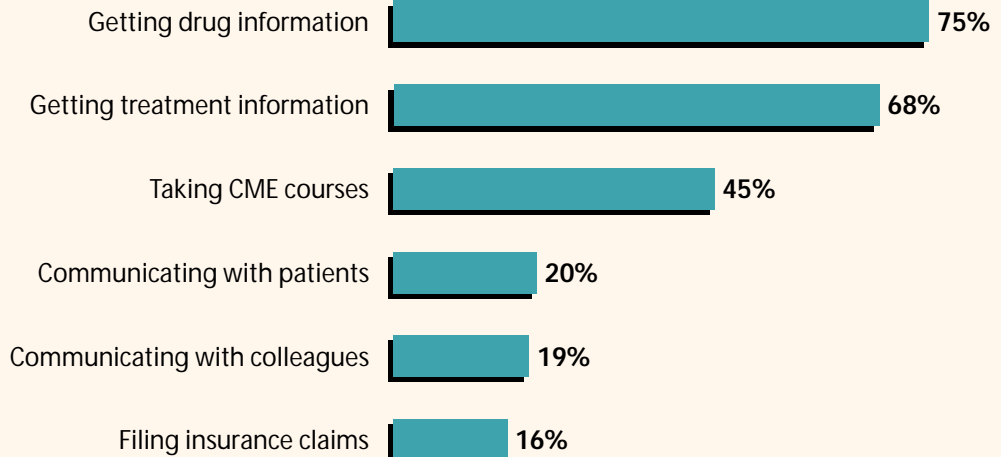 Getting drug information 75%
Getting treatment information 68%
Taking CME courses 45%
Communicating with patients 20%
Communicating with colleagues 19%
Filing insurance claims 16%